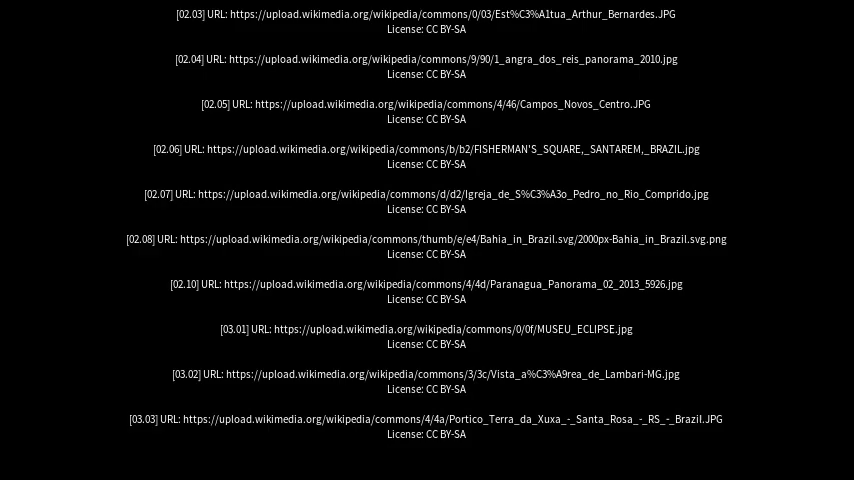 [02.03] URL: https://upload.wikimedia.org/wikipedia/commons/0/03/Est%C3%A1tua_Arthur_Bernardes.JPG
License: CC BY-SA
[02.04] URL: https://upload.wikimedia.org/wikipedia/commons/9/90/1_angra_dos_reis_panorama_2010.jpg
License: CC BY-SA
[02.05] URL: https://upload.wikimedia.org/wikipedia/commons/4/46/Campos_Novos_Centro.JPG
License: CC BY-SA
[02.06] URL: https://upload.wikimedia.org/wikipedia/commons/b/b2/FISHERMAN'S_SQUARE,_SANTAREM,_BRAZIL.jpg
License: CC BY-SA
[02.07] URL: https://upload.wikimedia.org/wikipedia/commons/d/d2/Igreja_de_S%C3%A3o_Pedro_no_Rio_Comprido.jpg
License: CC BY-SA
[02.08] URL: https://upload.wikimedia.org/wikipedia/commons/thumb/e/e4/Bahia_in_Brazil.svg/2000px-Bahia_in_Brazil.svg.png
License: CC BY-SA
[02.10] URL: https://upload.wikimedia.org/wikipedia/commons/4/4d/Paranagua_Panorama_02_2013_5926.jpg
License: CC BY-SA
[03.01] URL: https://upload.wikimedia.org/wikipedia/commons/0/0f/MUSEU_ECLIPSE.jpg
License: CC BY-SA
[03.02] URL: https://upload.wikimedia.org/wikipedia/commons/3/3c/Vista_a%C3%A9rea_de_Lambari-MG.jpg
License: CC BY-SA
[03.03] URL: https://upload.wikimedia.org/wikipedia/commons/4/4a/Portico_Terra_da_Xuxa_-_Santa_Rosa_-_RS_-_Brazil.JPG
License: CC BY-SA